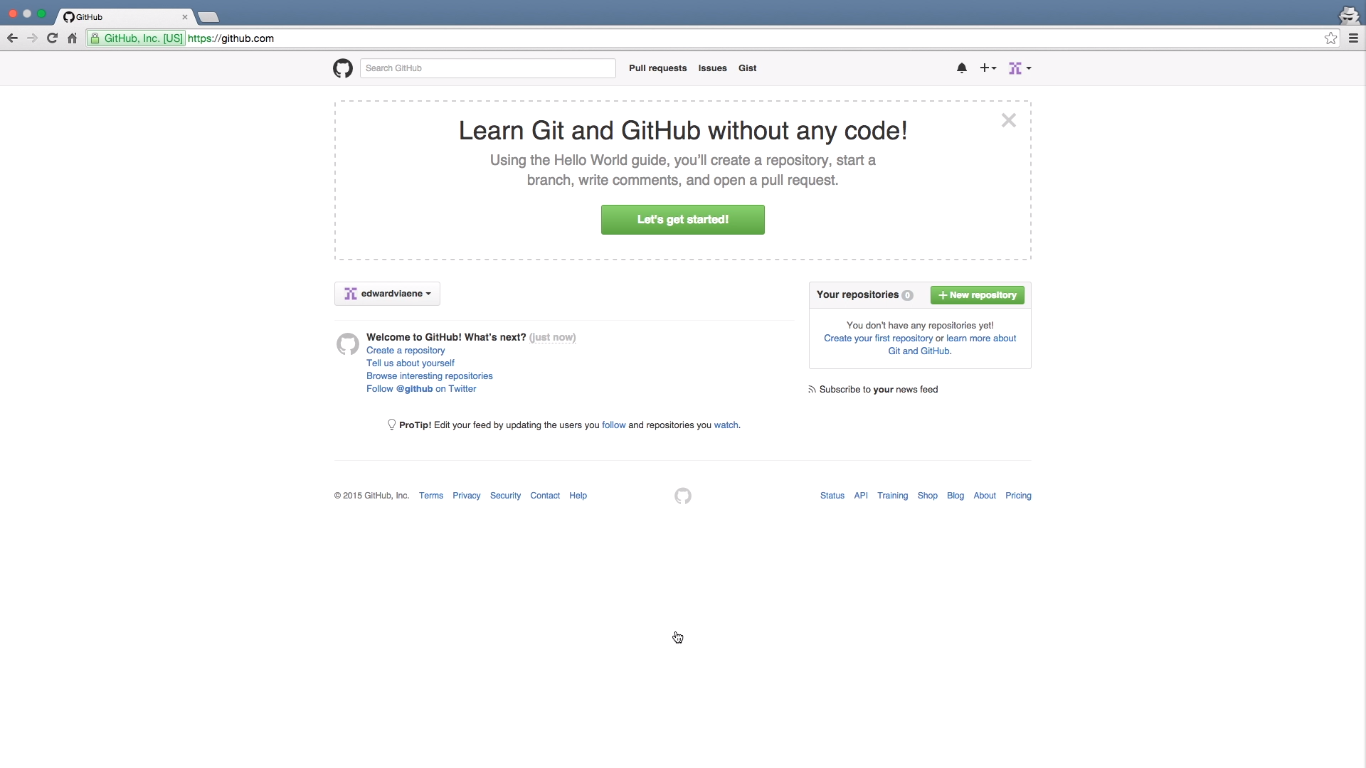 GitHub
GitHub, Inc. [US] https://github.com
Search GitHub
Pull requests Issues Gist
Learn Git and GitHub without any code!
Using the Hello World guide, you'll create a repository, start a
branch, write comments, and open a pull request.
Let's get started!
edwardviaene
Your repositories 0
New repository
You don't have any repositories yet!
Create your first repository or learn more about
Git and GitHub.
Subscribe to your news feed
Welcome to GitHub! What's next? (just now)
Create a repository
Tell us about yourself
Browse interesting repositories
Follow @github on Twitter
ProTip! Edit your feed by updating the users you follow and repositories you watch.
© 2015 GitHub, Inc. Terms Privacy Security Contact Help
Status API Training Shop Blog About Pricing